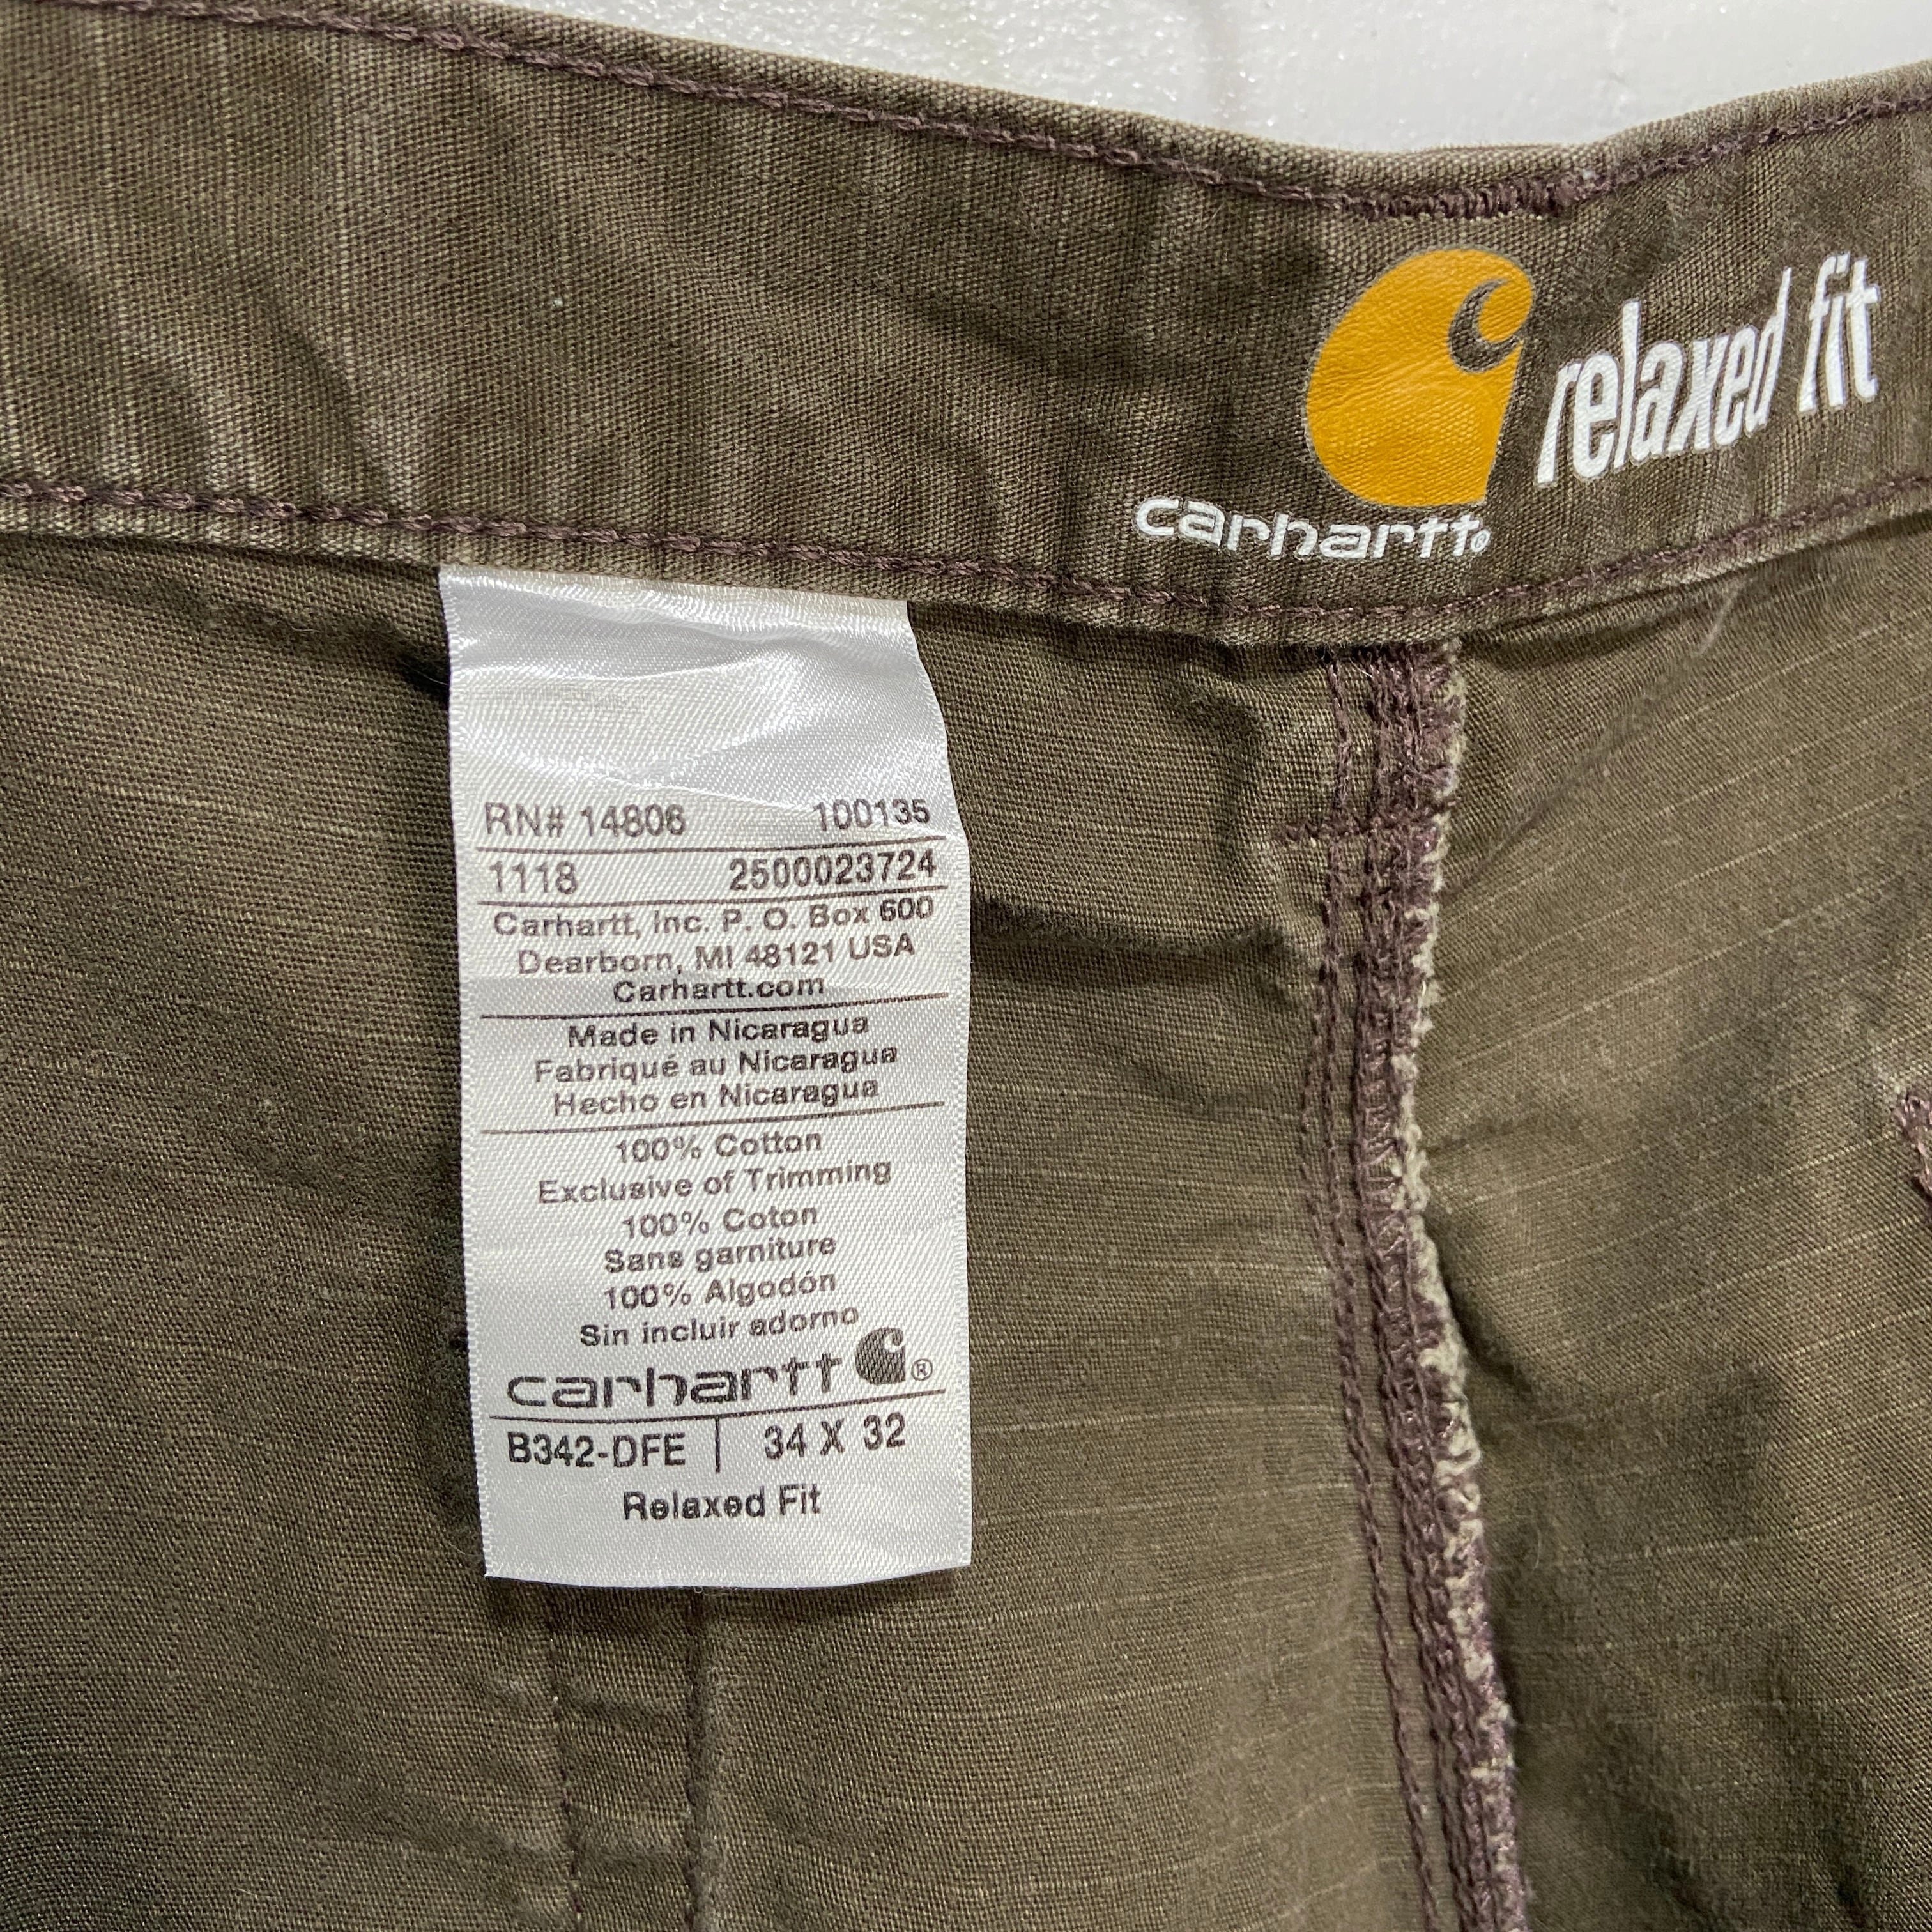 relaxed fit
carhartt®
RN# 14806 100135
1118 2500023724
Carhartt, Inc. P. O. Box 600
Dearborn, MI 48121 USA
Carhartt.com
Made in Nicaragua
Fabriqué au Nicaragua
Hecho en Nicaragua
100% Cotton
Exclusive of Trimming
100% Coton
Sans garniture
100% Algodón
Sin incluir adorno
carhartt ®
B342-DFE | 34 X 32
Relaxed Fit